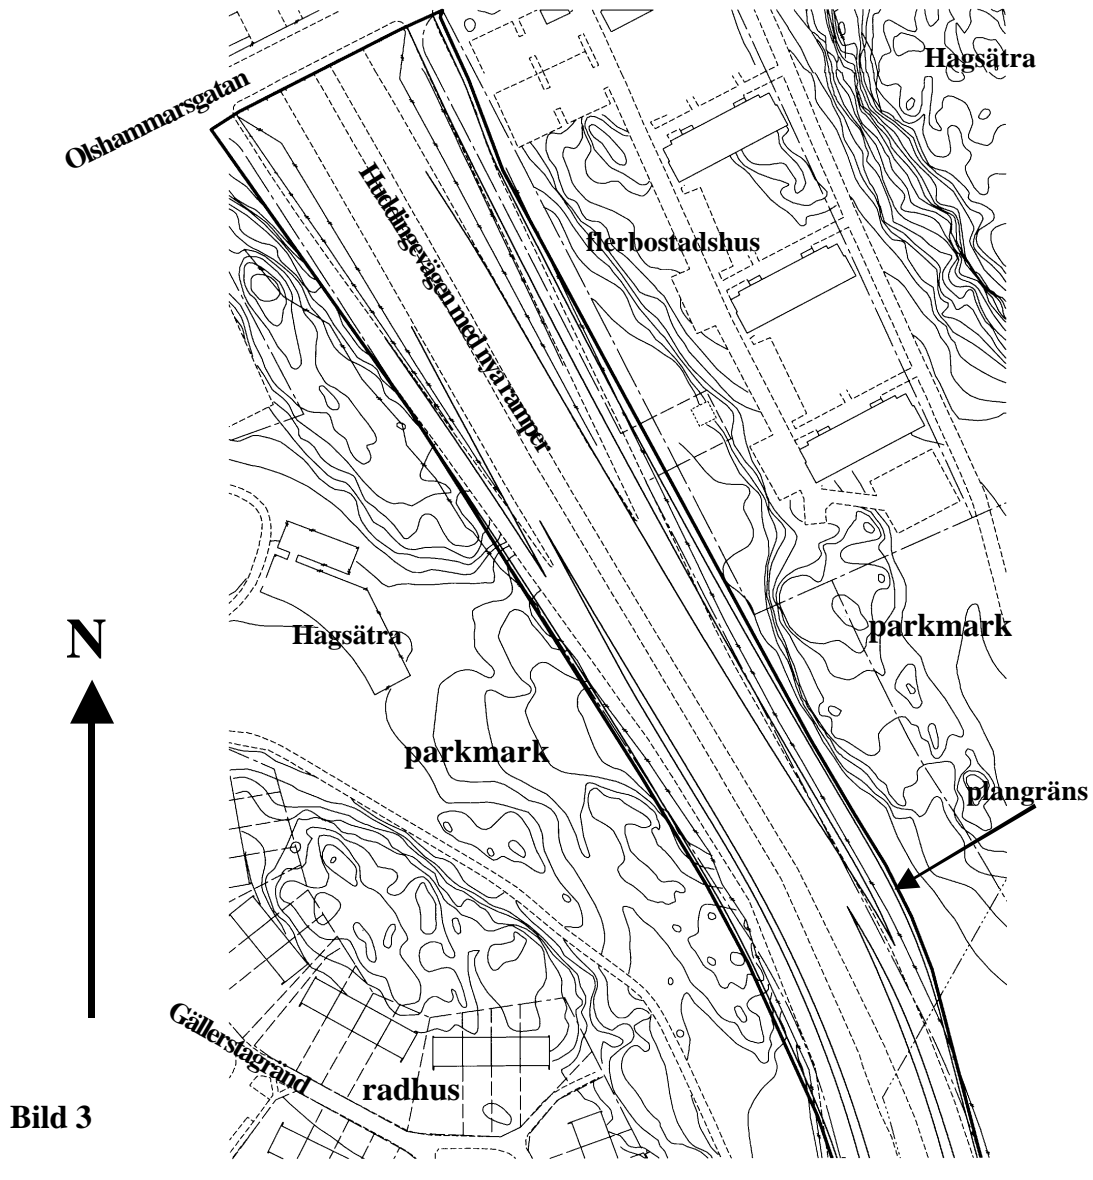 Hagsätra
Olshammarsgatan
Huddingevägen med nya ramper
flerbostadshus
N
Hagsätra
parkmark
parkmark
plangräns
Gällerstagränd
radhus
Bild 3